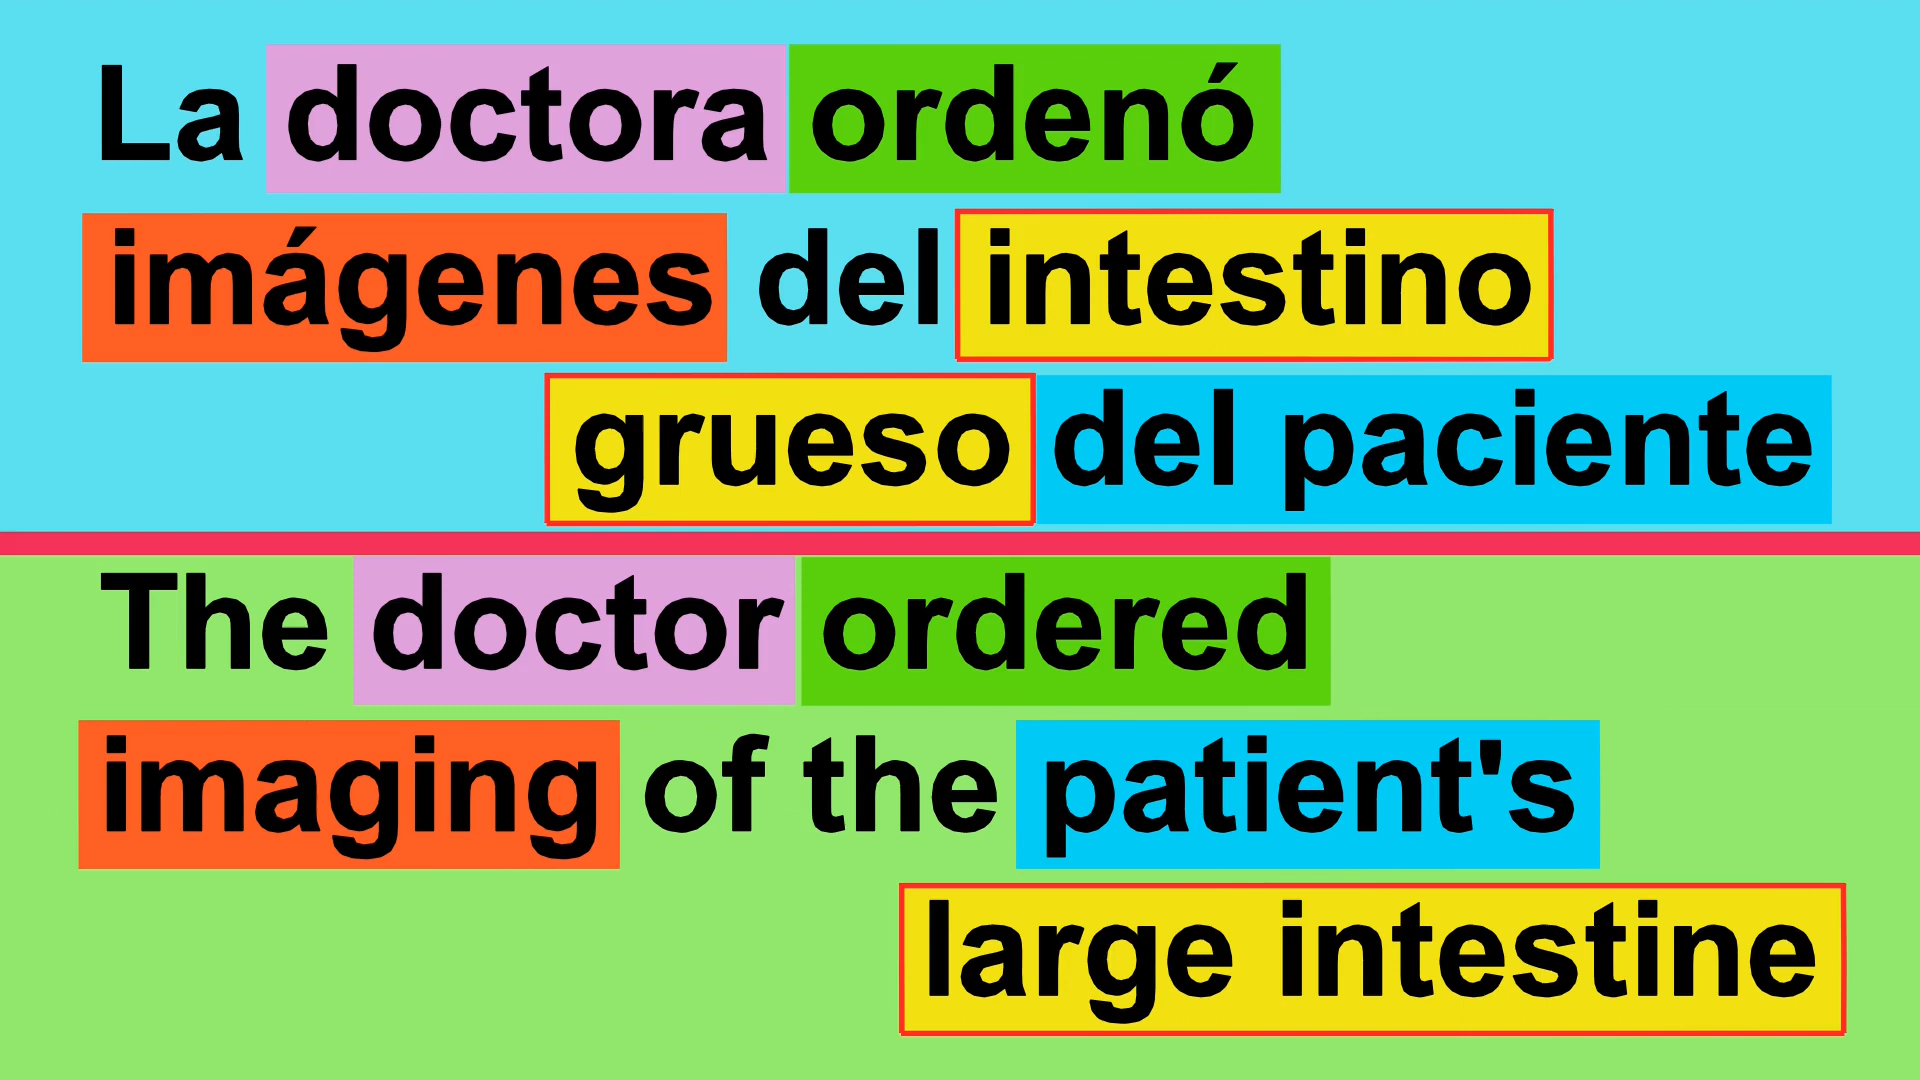 La doctora ordenó
imágenes del intestino
grueso del paciente
The doctor ordered
imaging of the patient's
large intestine